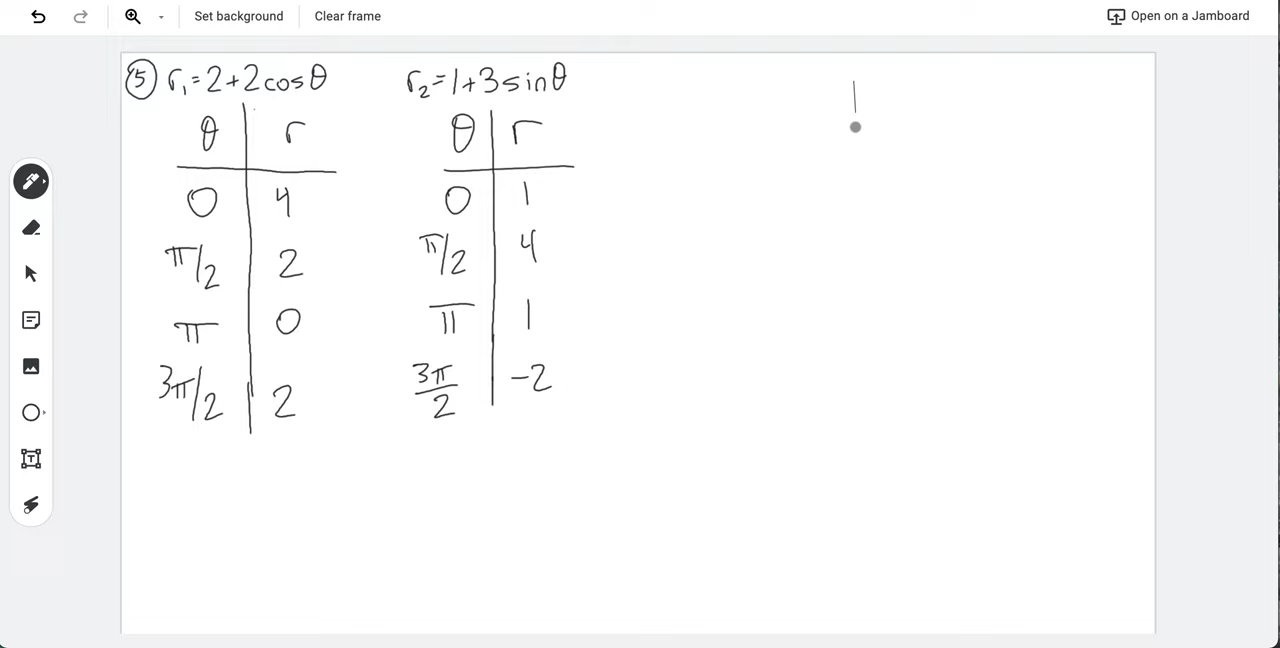 Set background Clear frame Open on a Jamboard
⑤ r₁=2+2cosθ r₂=1+3sinθ
θ r θ r
0 4 0 1
π/2 2 π/2 4
π 0 π 1
3π/2 2 3π/2 -2